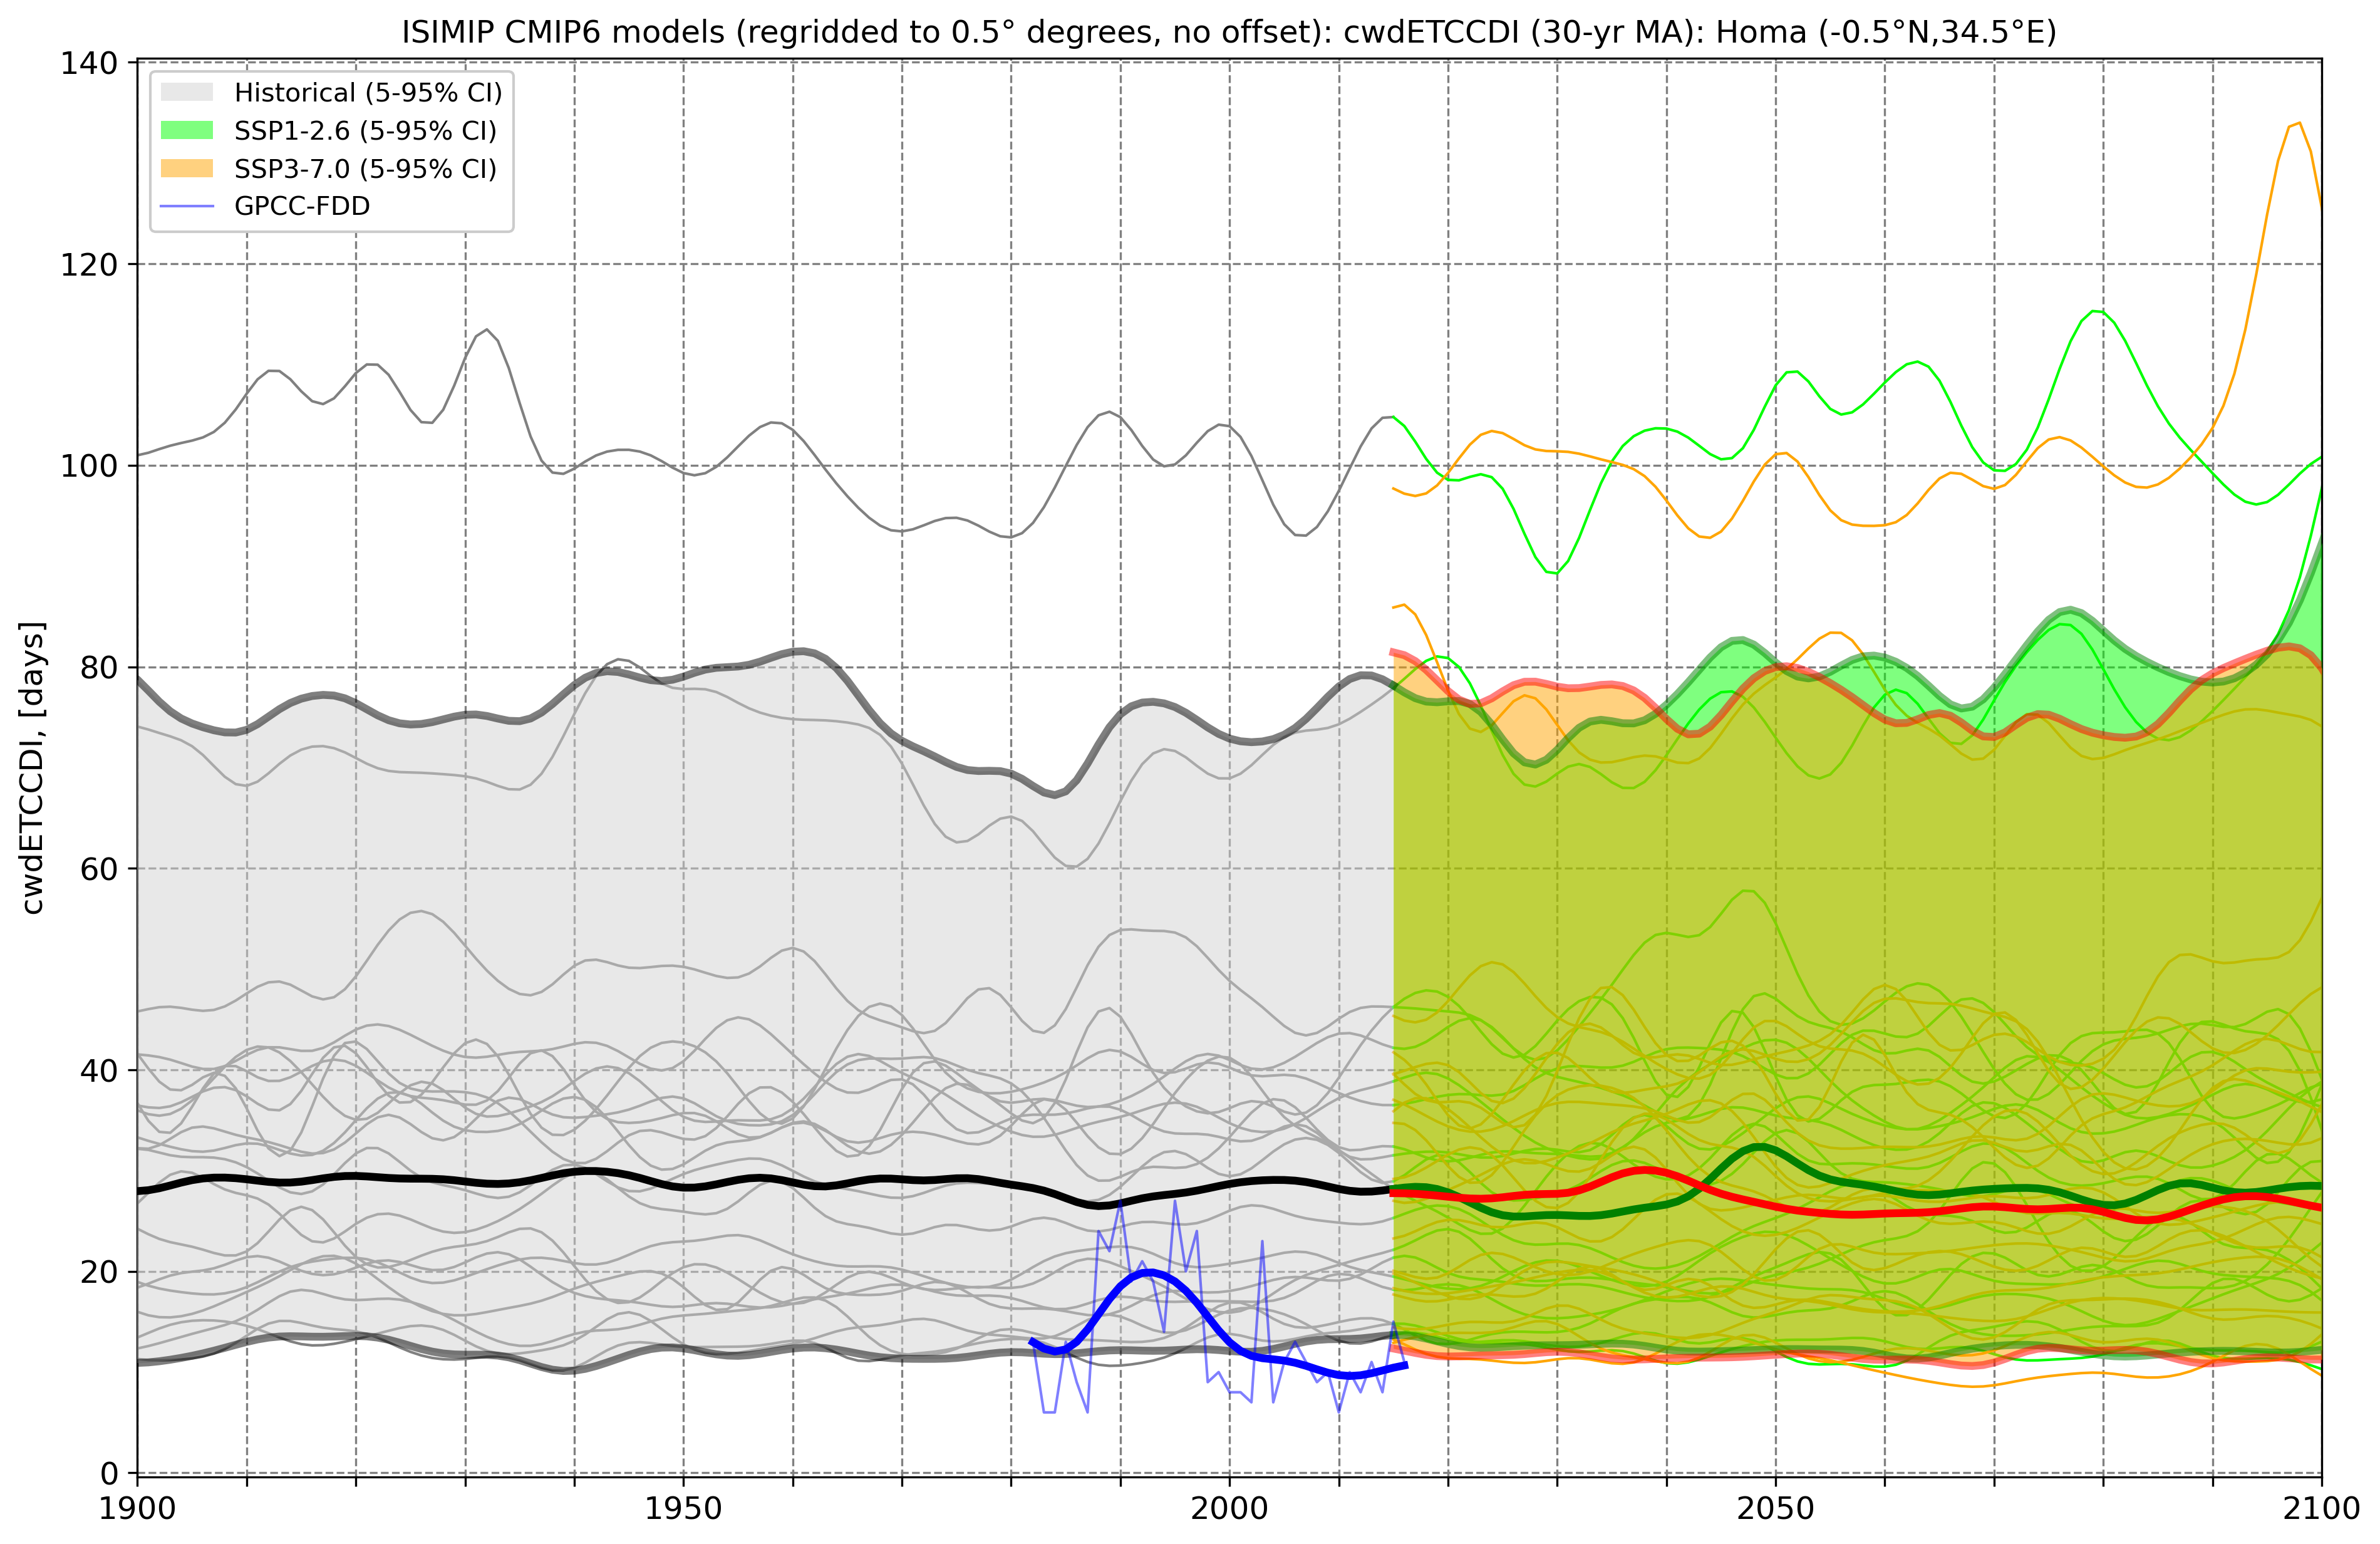 ISIMIP CMIP6 models (regridded to 0.5° degrees, no offset): cwdETCCDI (30-yr MA): Homa (-0.5°N,34.5°E)
140
120
100
80
60
40
20
0
cwdETCCDI, [days]
Historical (5-95% CI)
SSP1-2.6 (5-95% CI)
SSP3-7.0 (5-95% CI)
GPCC-FDD
1900
1950
2000
2050
2100